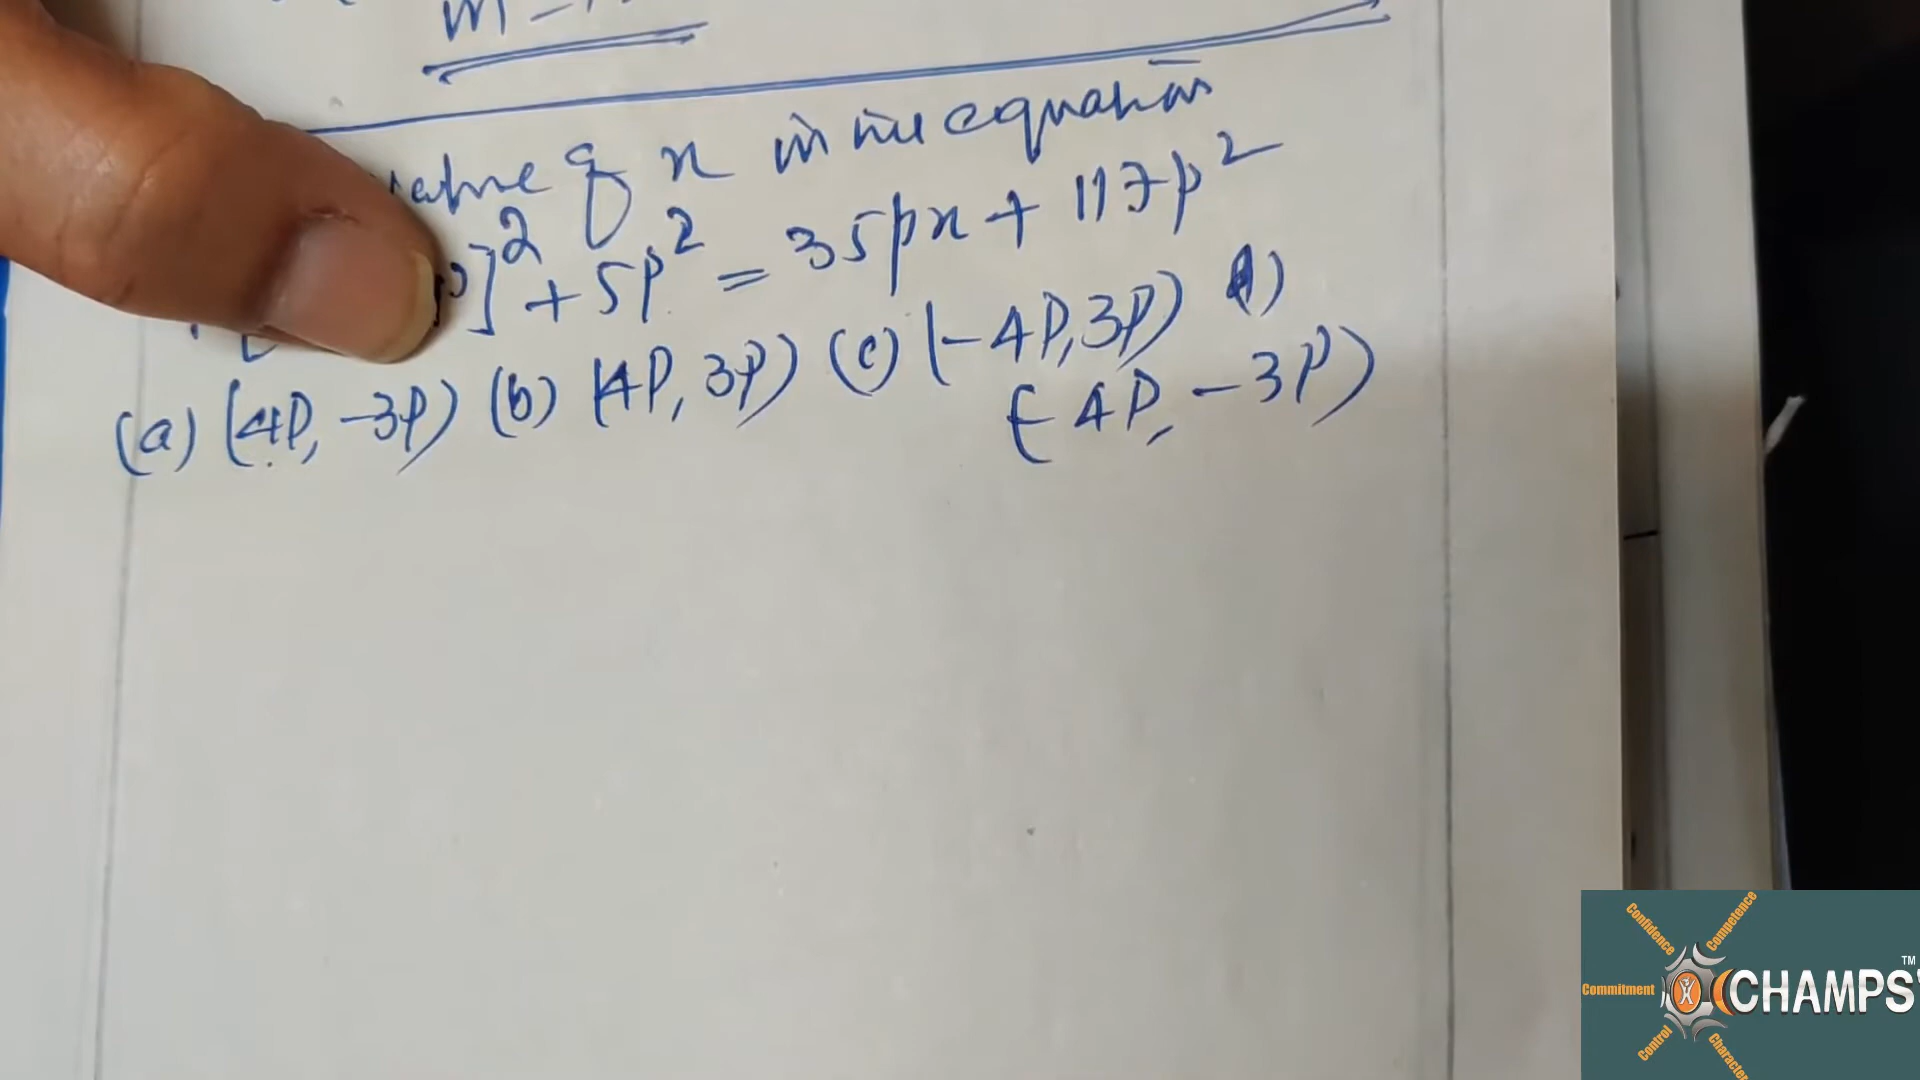 m -
value of x in the equation
]² + 5p² = 35px + 117p²
(a) (4P, -3P) (b) (4P, 3P) (c) (-4P, 3P) d)
(-4P, -3P)
Confidence
Competence
Commitment
CHAMPS
TM
Control
Character